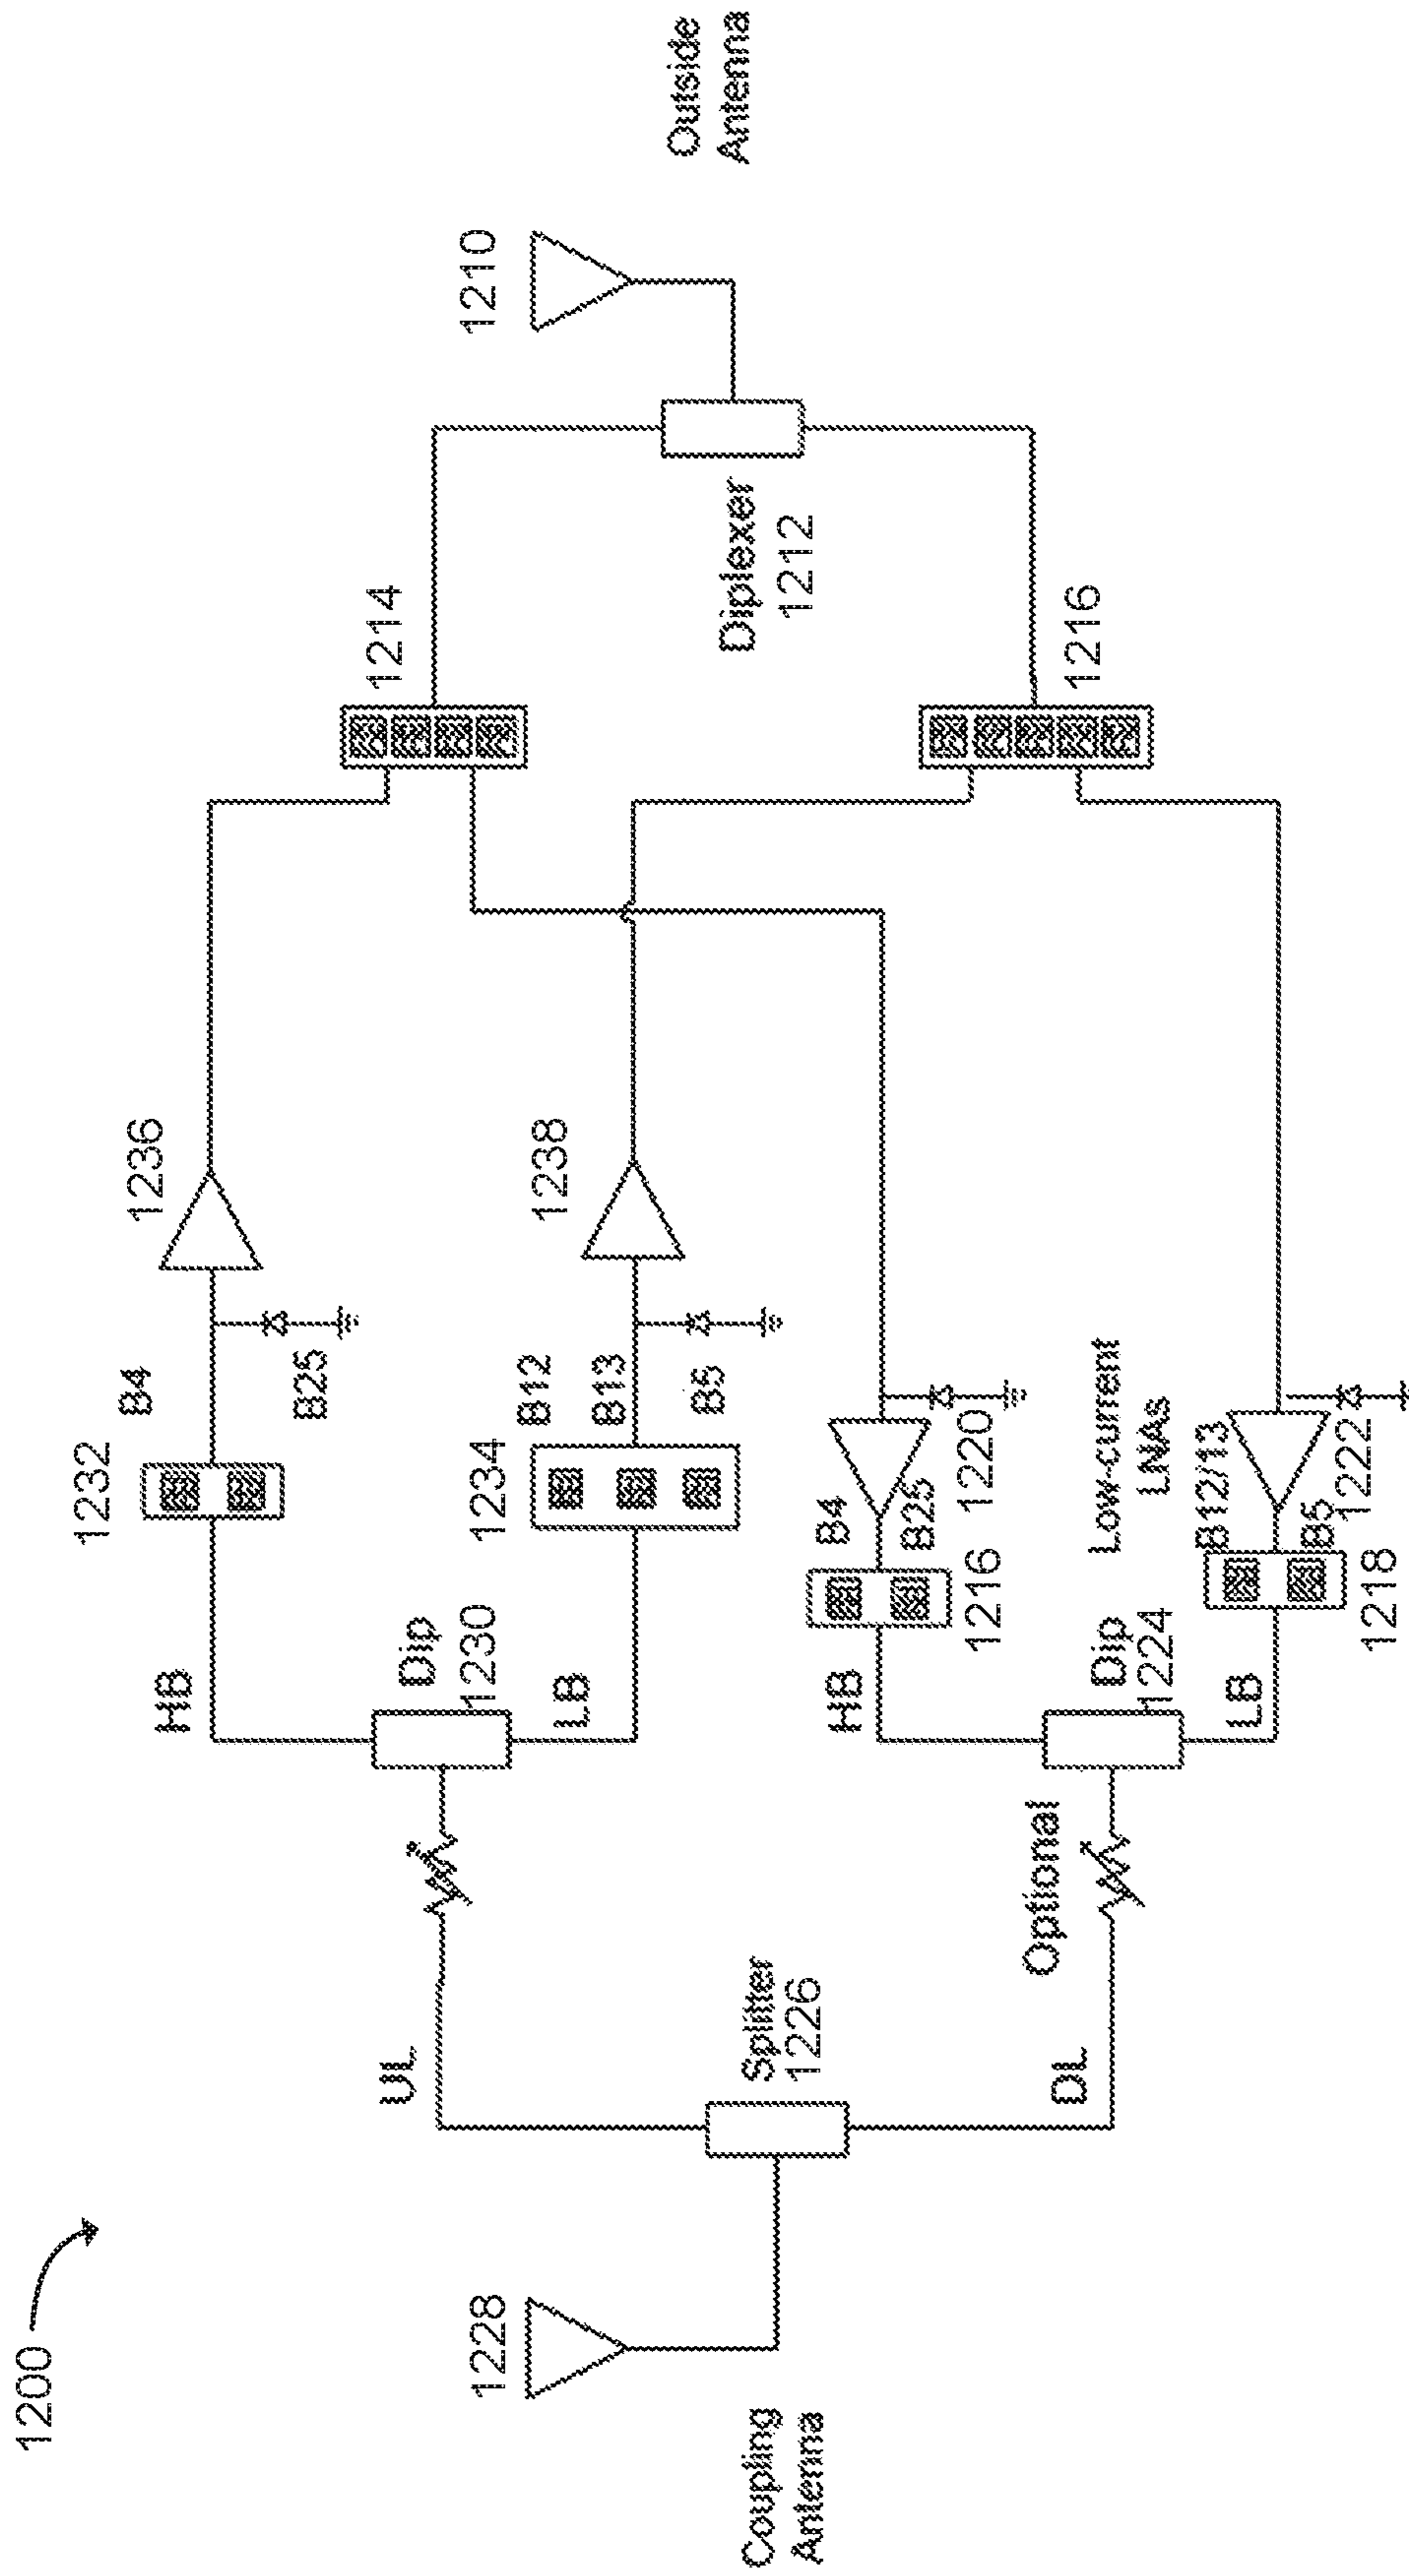 1200
Coupling
Antenna
1228
Splitter
1226
UL
DL
Optional
HB
Dip
1230
LB
HB
Dip
1224
LB
1232
B4
B25
1234
B12
B13
B5
1236
1238
1216
B4
B25
1220
Low-current
LNAs
1218
B12/13
B5
1222
1214
1216
Diplexer
1212
1210
Outside
Antenna